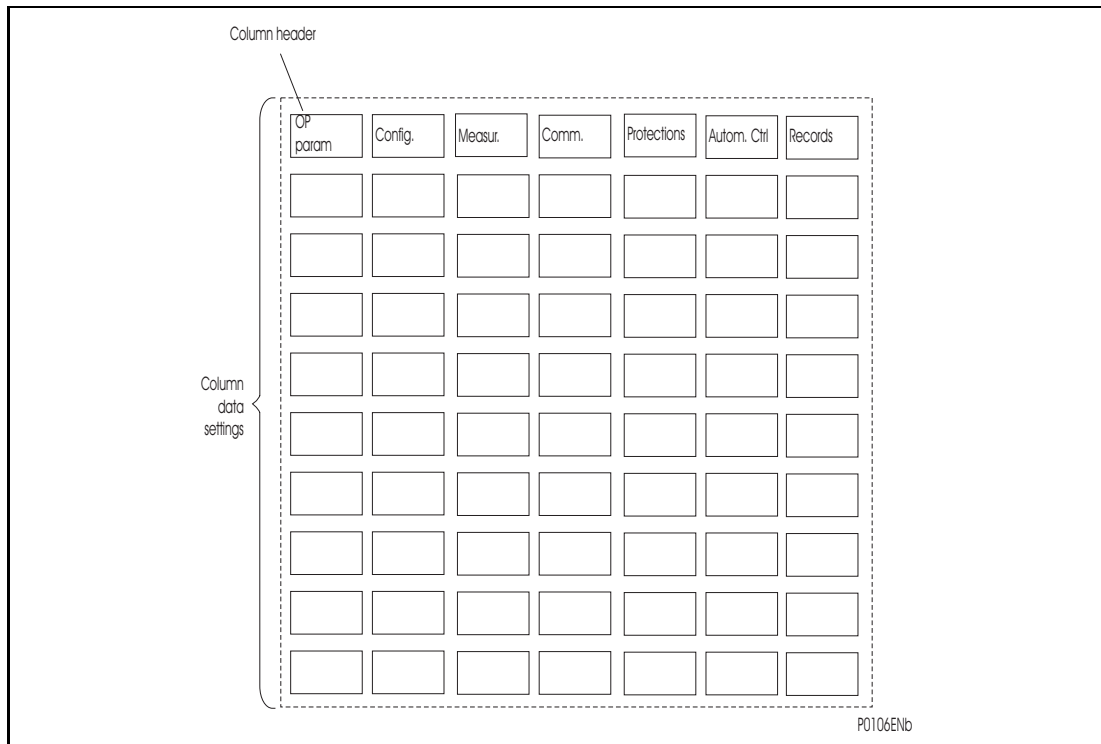 Column header
OP
param
Config.
Measur.
Comm.
Protections
Autom. Ctrl
Records
Column
data
settings
P0106ENb